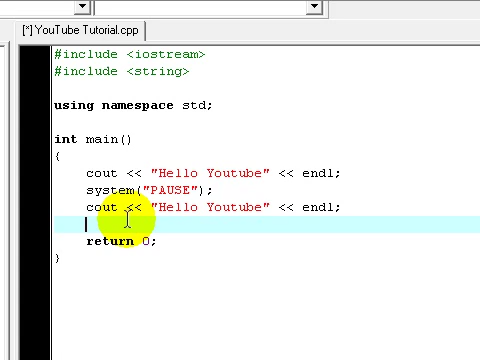 [*] YouTube Tutorial.cpp
#include <iostream>
#include <string>
using namespace std;
int main()
{
cout << "Hello Youtube" << endl;
system("PAUSE");
cout << "Hello Youtube" << endl;
return 0;
}